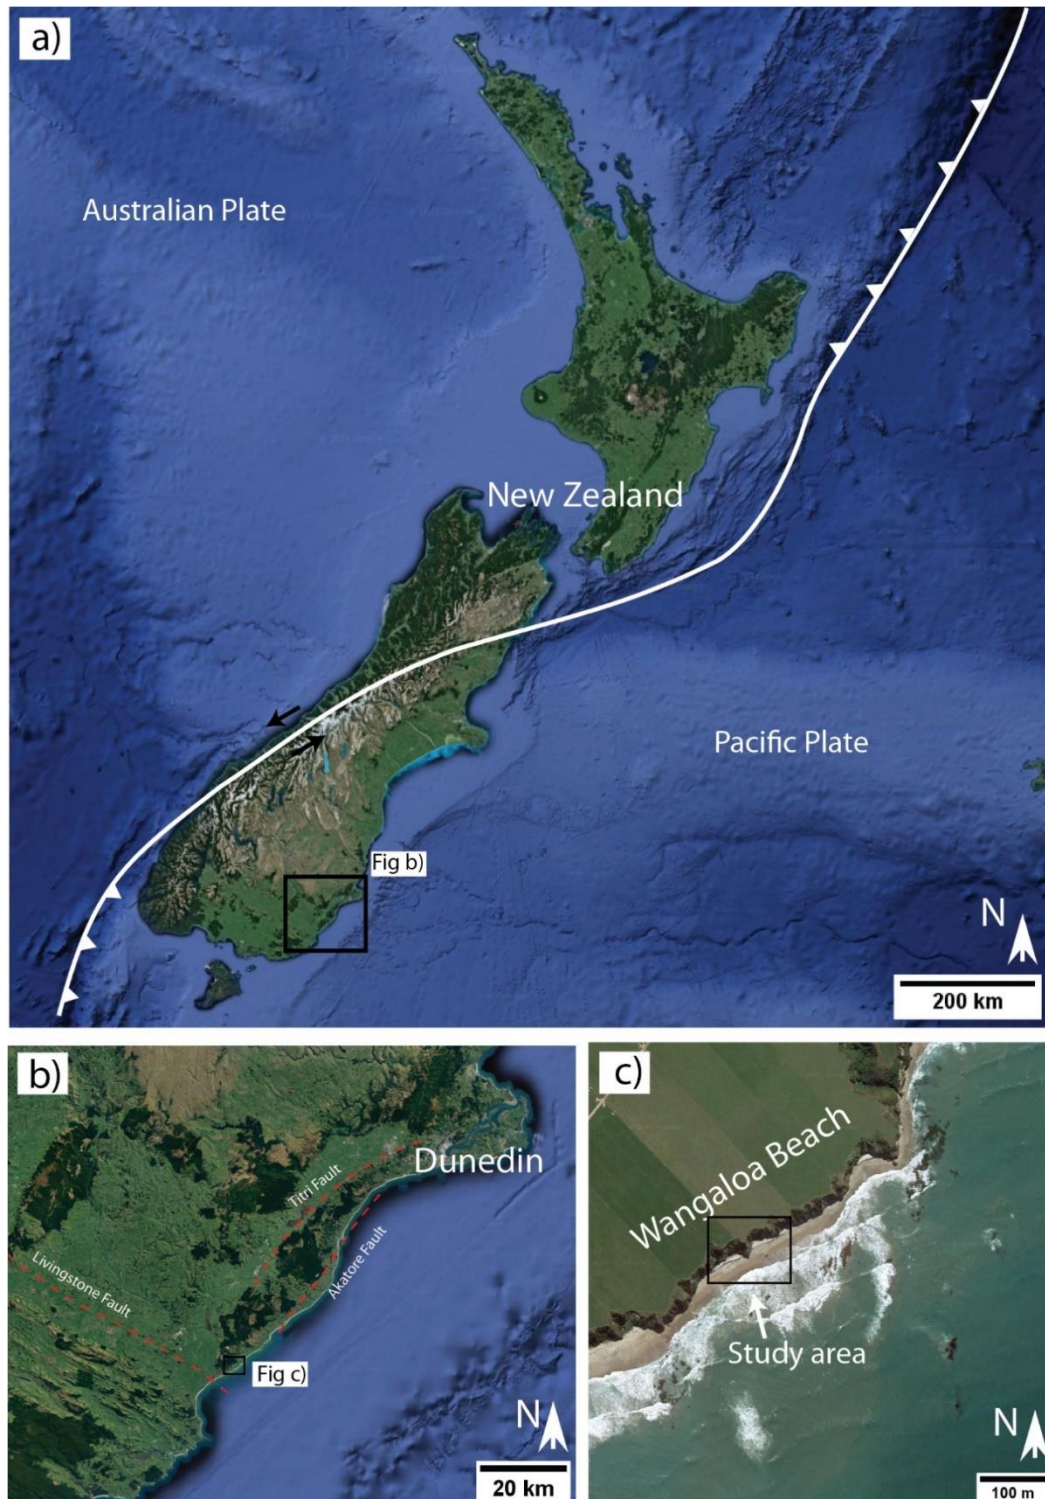 a)
Australian Plate
New Zealand
Pacific Plate
Fig b)
N
200 km
b)
Dunedin
Titri Fault
Akatore Fault
Livingstone Fault
Fig c)
N
20 km
c)
Wangaloa Beach
Study area
N
100 m